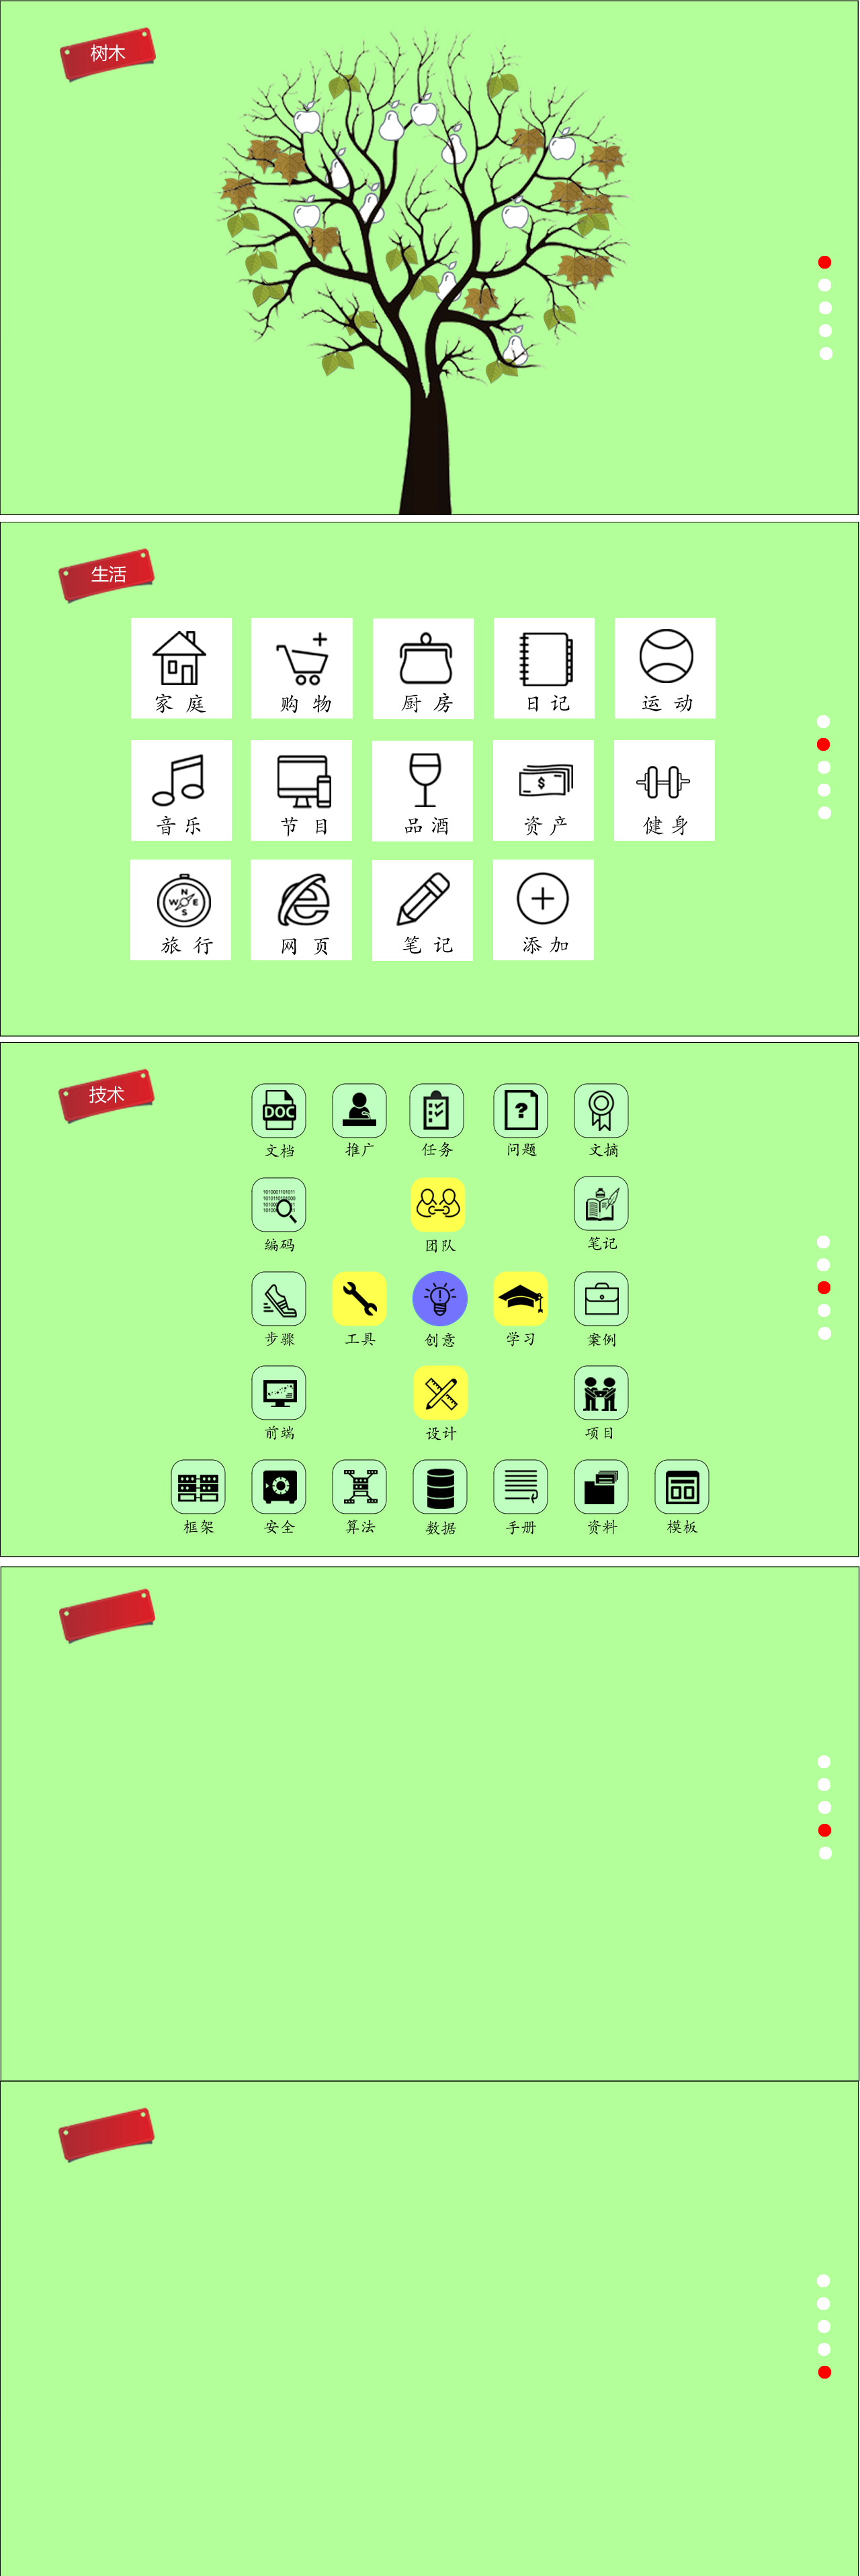 树木
生活
家 庭
购 物
厨 房
日 记
运 动
音 乐
节 目
品 酒
$
资 产
健 身
N
W E
S
旅 行
网 页
笔 记
添 加
技术
DOC
?
文档
推广
任务
问题
文摘
编码
团队
笔记
步骤
工具
创意
学习
案例
前端
设计
项目
框架
安全
算法
数据
手册
资料
模板